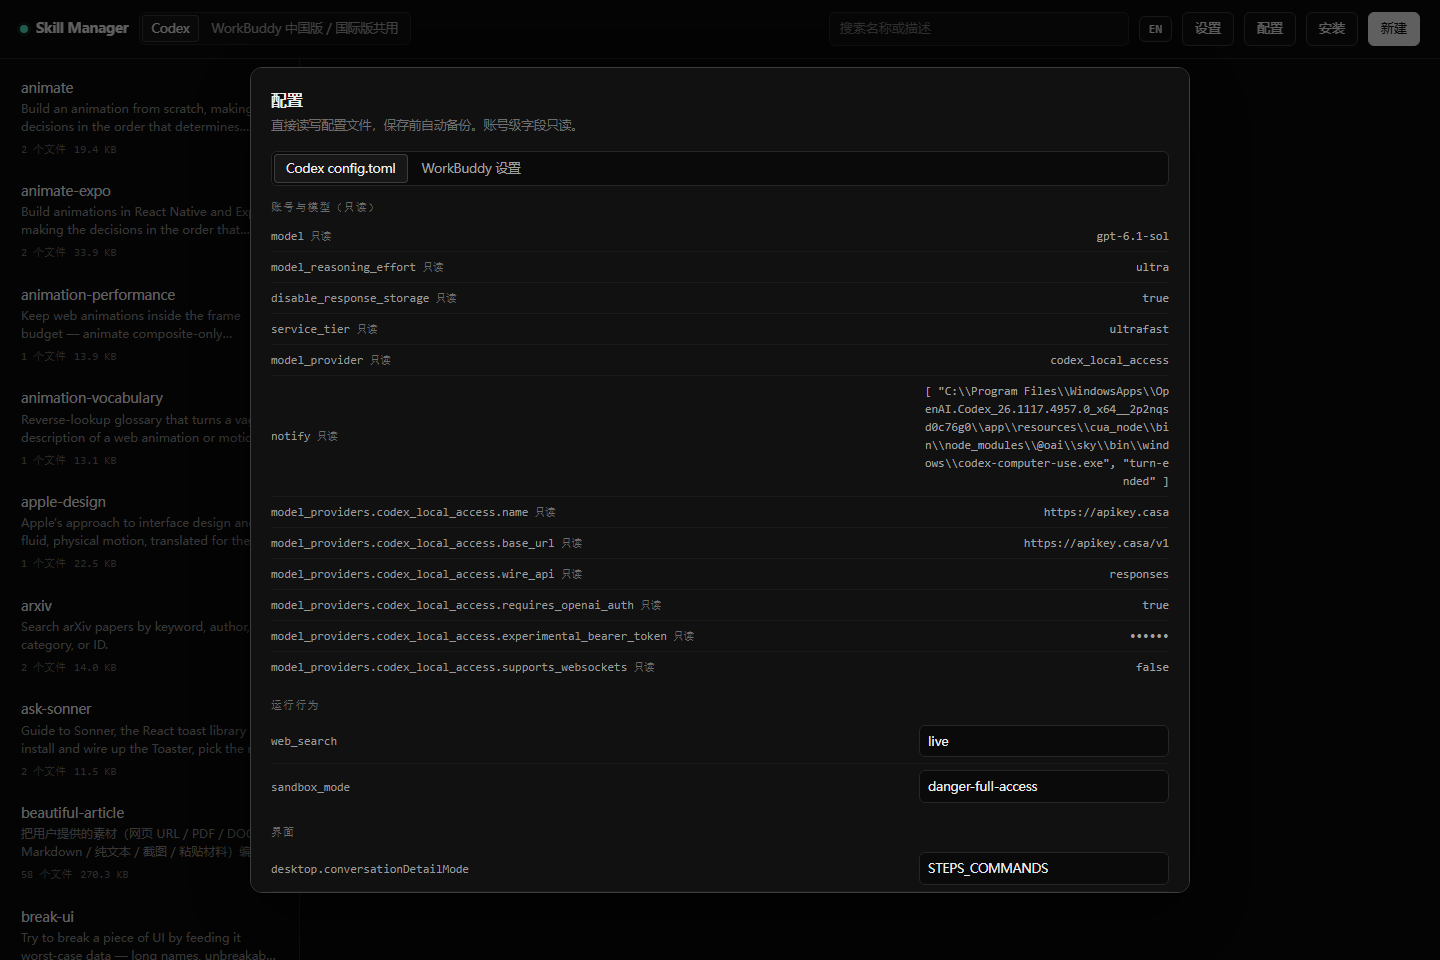 Skill Manager
Codex
WorkBuddy 中国版 / 国际版共用
搜索名称或描述
EN
设置
配置
安装
新建
animate
Build an animation from scratch, making
decisions in the order that determines...
2 个文件 19.4 KB
animate-expo
Build animations in React Native and
making the decisions in the order that...
2 个文件 33.9 KB
animation-performance
Keep web animations inside the frame
budget — animate composite-only...
1 个文件 13.9 KB
animation-vocabulary
Reverse-lookup glossary that turns a
description of a web animation or
1 个文件 13.1 KB
apple-design
Apple's approach to interface design
fluid, physical motion, translated for the
1 个文件 22.5 KB
arxiv
Search arXiv papers by keyword, author,
category, or ID.
2 个文件 14.0 KB
ask-sonner
Guide to Sonner, the React toast library
install and wire up the Toaster, pick the
2 个文件 11.5 KB
beautiful-article
把用户提供的素材（网页 URL / PDF / DOC
Markdown / 纯文本 / 截图 / 粘贴材料）编
58 个文件 270.3 KB
break-ui
Try to break a piece of UI by feeding it
worst-case data — long names, unbreakab...
配置
直接读写配置文件，保存前自动备份。账号级字段只读。
Codex config.toml
WorkBuddy 设置
账号与模型（只读）
model 只读 gpt-6.1-sol
model_reasoning_effort 只读 ultra
disable_response_storage 只读 true
service_tier 只读 ultrafast
model_provider 只读 codex_local_access
notify 只读
[ "C:\\Program Files\\WindowsApps\\Op
enAI.Codex_26.1117.4957.0_x64__2p2nqs
d0c76g0\\app\\resources\\cua_node\\bi
n\\node_modules\\@oai\\sky\\bin\\wind
ows\\codex-computer-use.exe", "turn-e
nded" ]
model_providers.codex_local_access.name 只读 https://apikey.casa
model_providers.codex_local_access.base_url 只读 https://apikey.casa/v1
model_providers.codex_local_access.wire_api 只读 responses
model_providers.codex_local_access.requires_openai_auth 只读 true
model_providers.codex_local_access.experimental_bearer_token 只读 ••••••
model_providers.codex_local_access.supports_websockets 只读 false
运行行为
web_search live
sandbox_mode danger-full-access
界面
desktop.conversationDetailMode STEPS_COMMANDS